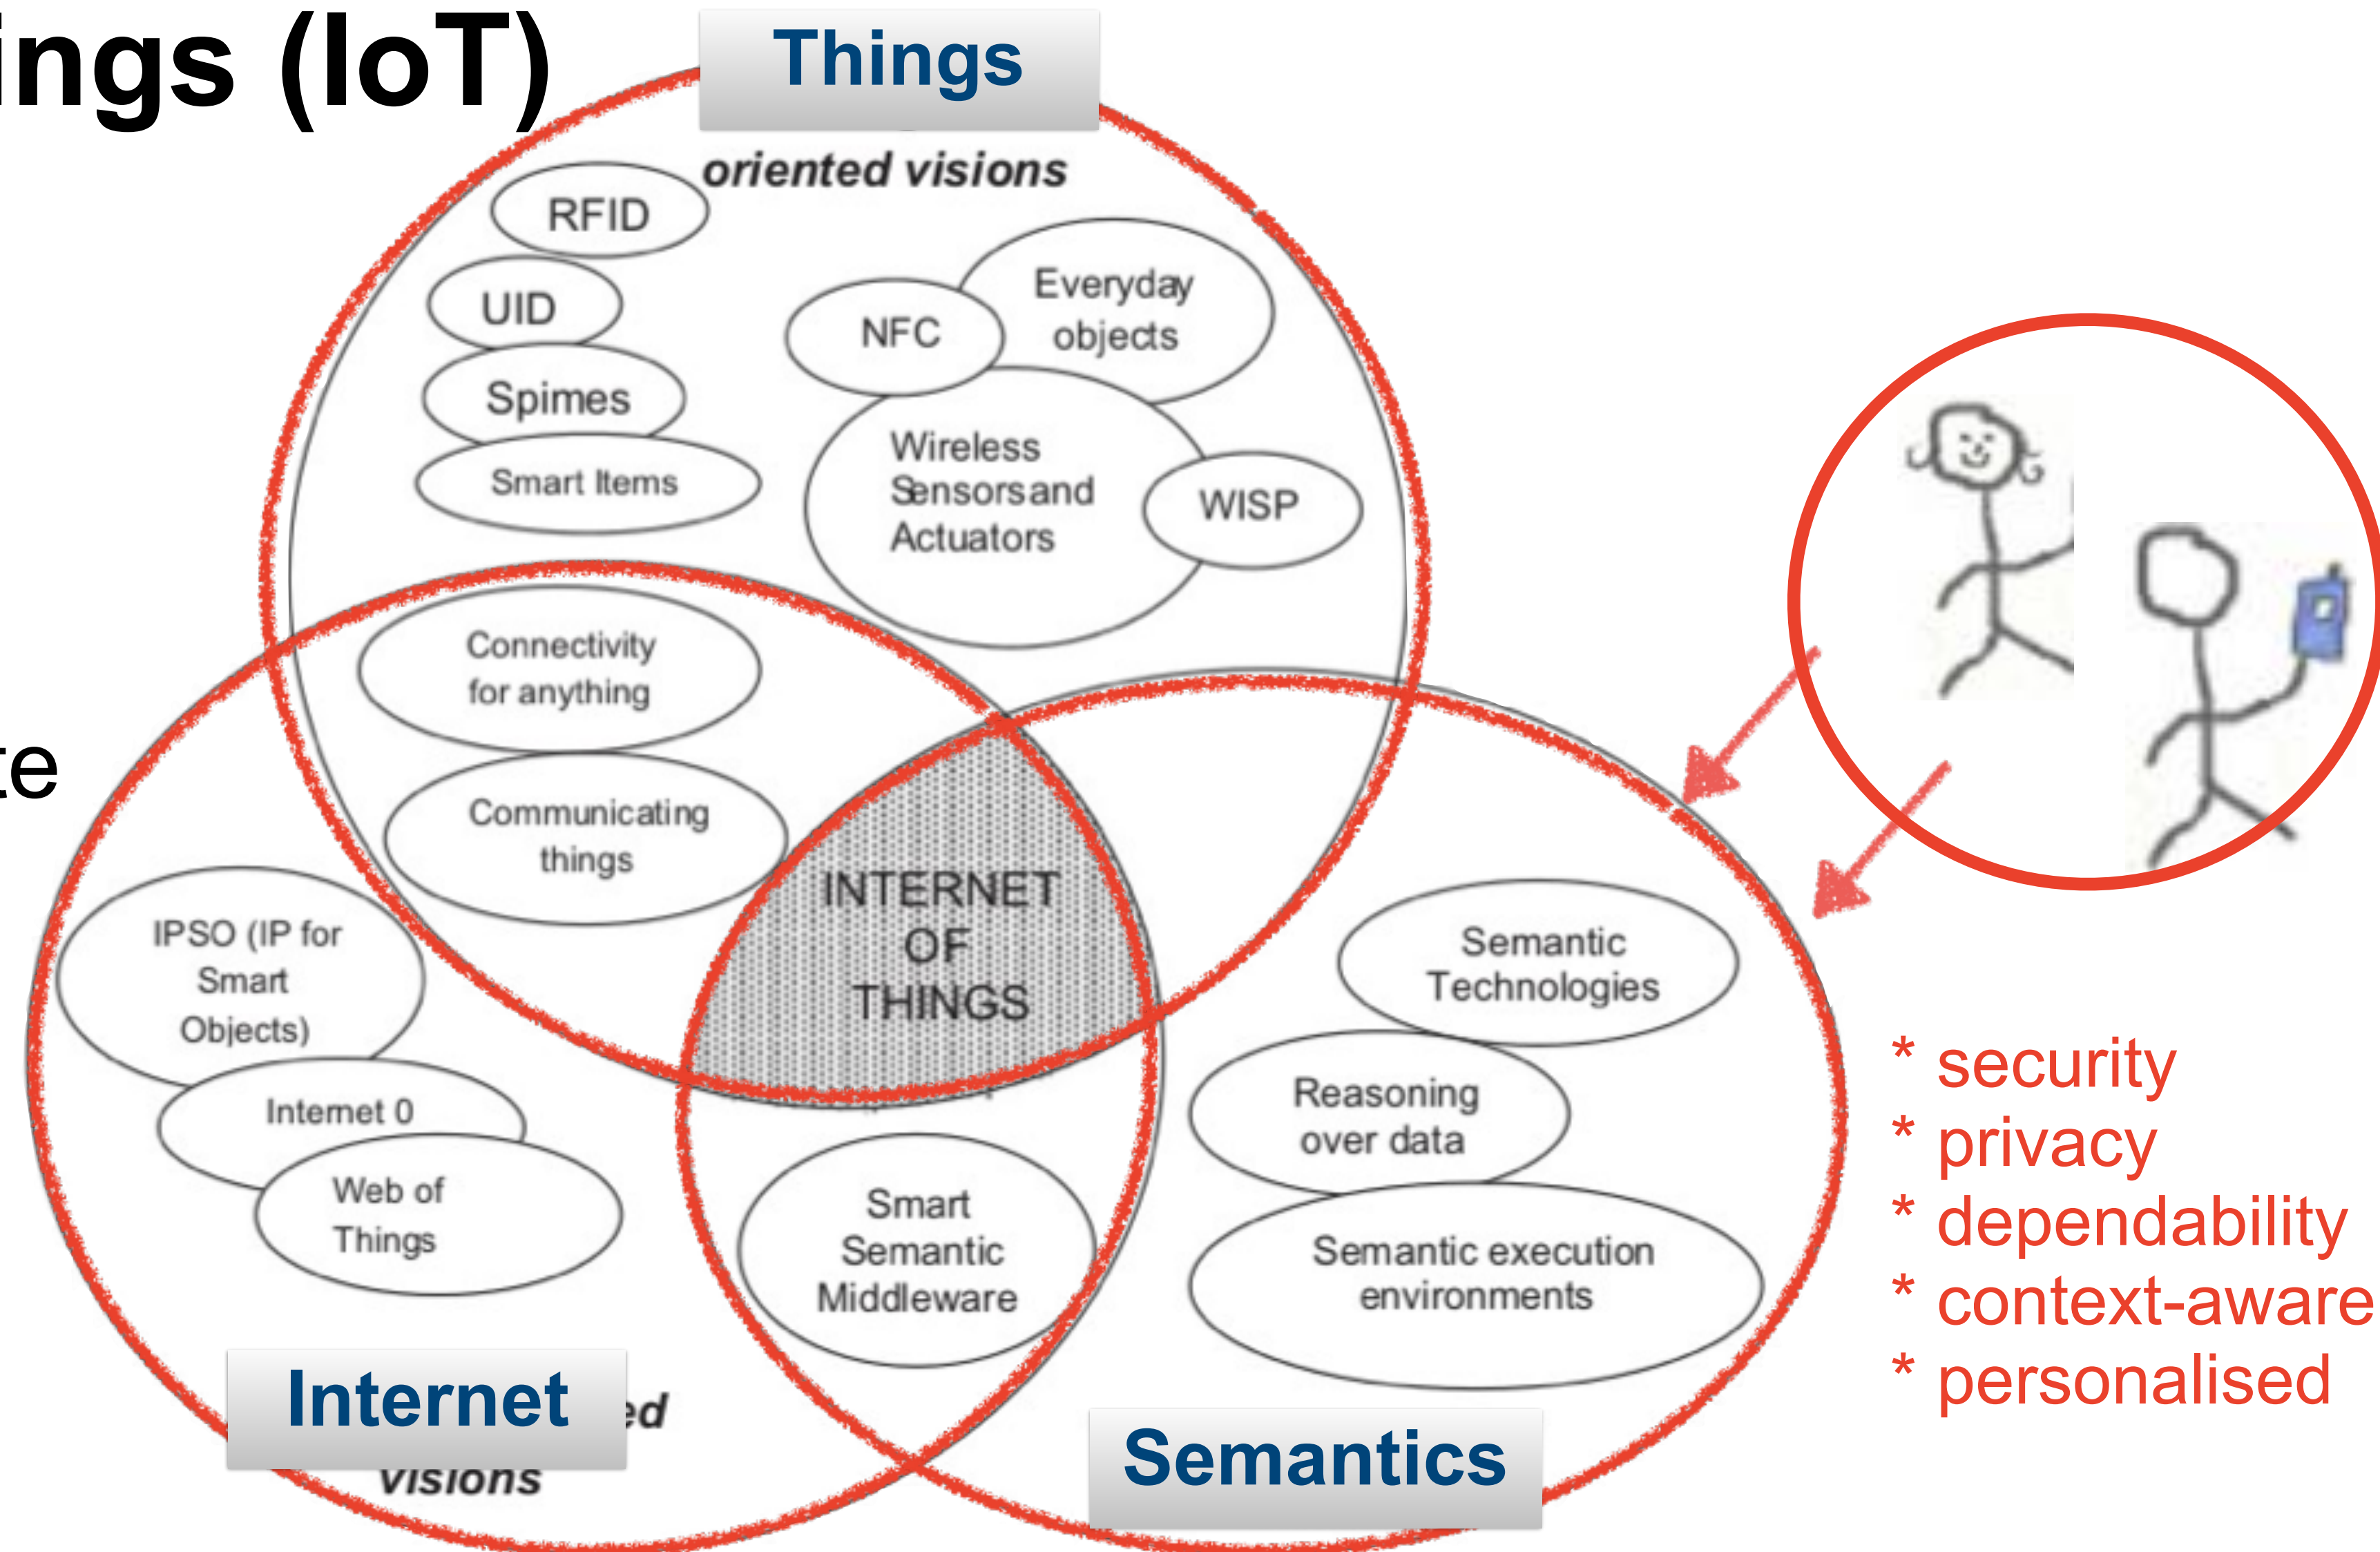 ings (IoT)
Things
oriented visions
RFID
UID
Spimes
Smart Items
NFC
Everyday
objects
Wireless
Sensorsand
Actuators
WISP
Connectivity
for anything
Communicating
things
te
INTERNET
OF
THINGS
IPSO (IP for
Smart
Objects)
Internet 0
Web of
Things
Smart
Semantic
Middleware
Semantic
Technologies
Reasoning
over data
Semantic execution
environments
Internet
ed
visions
Semantics
* security
* privacy
* dependability
* context-aware
* personalised